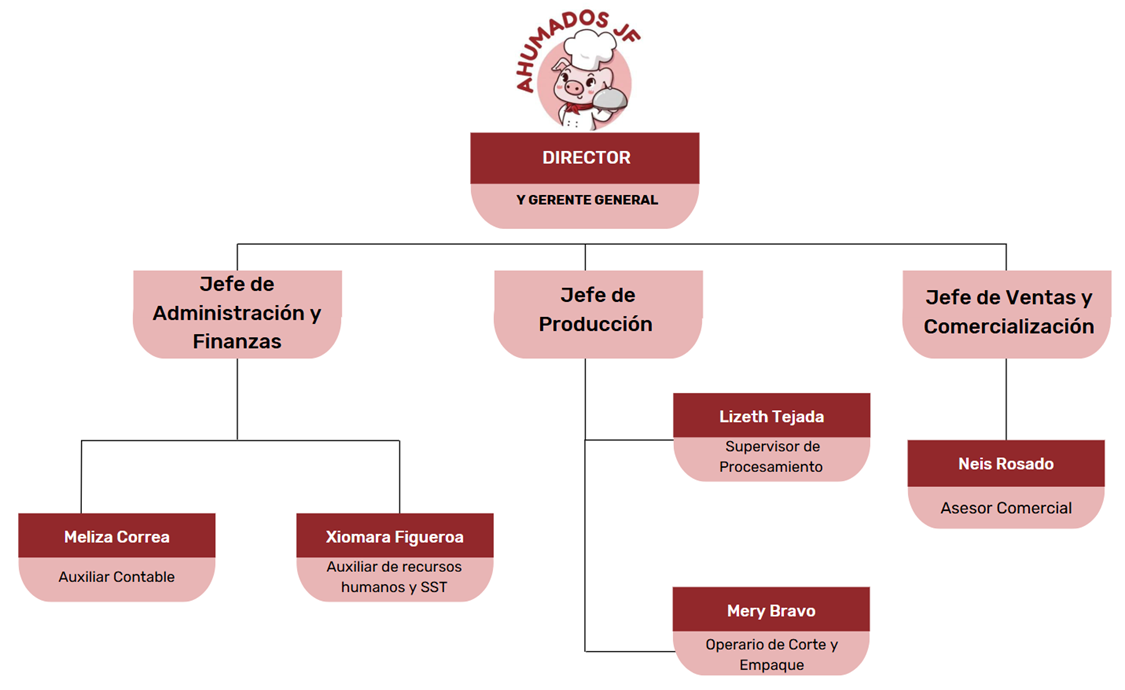 AHUMADOS JF
DIRECTOR
Y GERENTE GENERAL
Jefe de
Administración y
Finanzas
Jefe de
Producción
Jefe de Ventas y
Comercialización
Lizeth Tejada
Supervisor de
Procesamiento
Neis Rosado
Asesor Comercial
Meliza Correa
Auxiliar Contable
Xiomara Figueroa
Auxiliar de recursos
humanos y SST
Mery Bravo
Operario de Corte y
Empaque